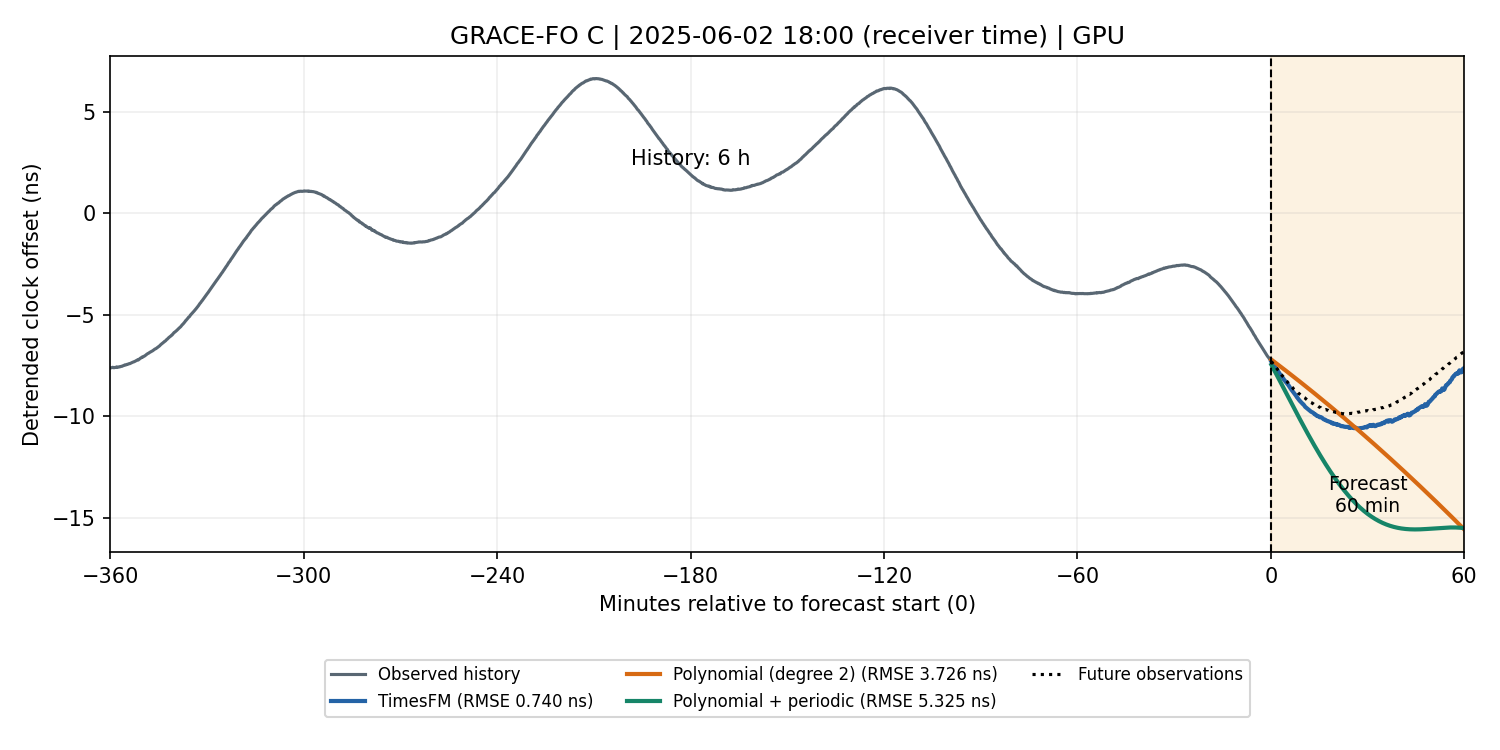 GRACE-FO C | 2025-06-02 18:00 (receiver time) | GPU
Detrended clock offset (ns)
5
0
−5
−10
−15
History: 6 h
Forecast
60 min
−360 −300 −240 −180 −120 −60 0 60
Minutes relative to forecast start (0)
Observed history
TimesFM (RMSE 0.740 ns)
Polynomial (degree 2) (RMSE 3.726 ns)
Polynomial + periodic (RMSE 5.325 ns)
Future observations